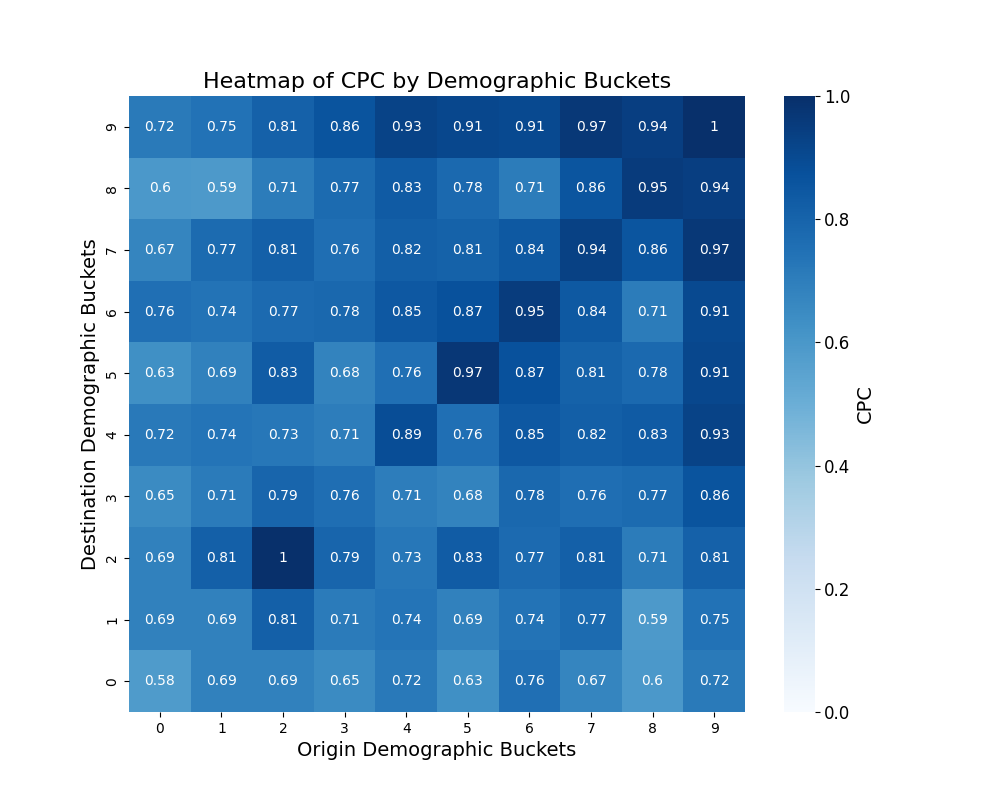 Heatmap of CPC by Demographic Buckets
9 0.72 0.75 0.81 0.86 0.93 0.91 0.91 0.97 0.94 1
8 0.6 0.59 0.71 0.77 0.83 0.78 0.71 0.86 0.95 0.94
7 0.67 0.77 0.81 0.76 0.82 0.81 0.84 0.94 0.86 0.97
6 0.76 0.74 0.77 0.78 0.85 0.87 0.95 0.84 0.71 0.91
5 0.63 0.69 0.83 0.68 0.76 0.97 0.87 0.81 0.78 0.91
4 0.72 0.74 0.73 0.71 0.89 0.76 0.85 0.82 0.83 0.93
3 0.65 0.71 0.79 0.76 0.71 0.68 0.78 0.76 0.77 0.86
2 0.69 0.81 1 0.79 0.73 0.83 0.77 0.81 0.71 0.81
1 0.69 0.69 0.81 0.71 0.74 0.69 0.74 0.77 0.59 0.75
0 0.58 0.69 0.69 0.65 0.72 0.63 0.76 0.67 0.6 0.72
0 1 2 3 4 5 6 7 8 9
Origin Demographic Buckets
Destination Demographic Buckets
1.0
0.8
0.6
0.4
0.2
0.0
CPC